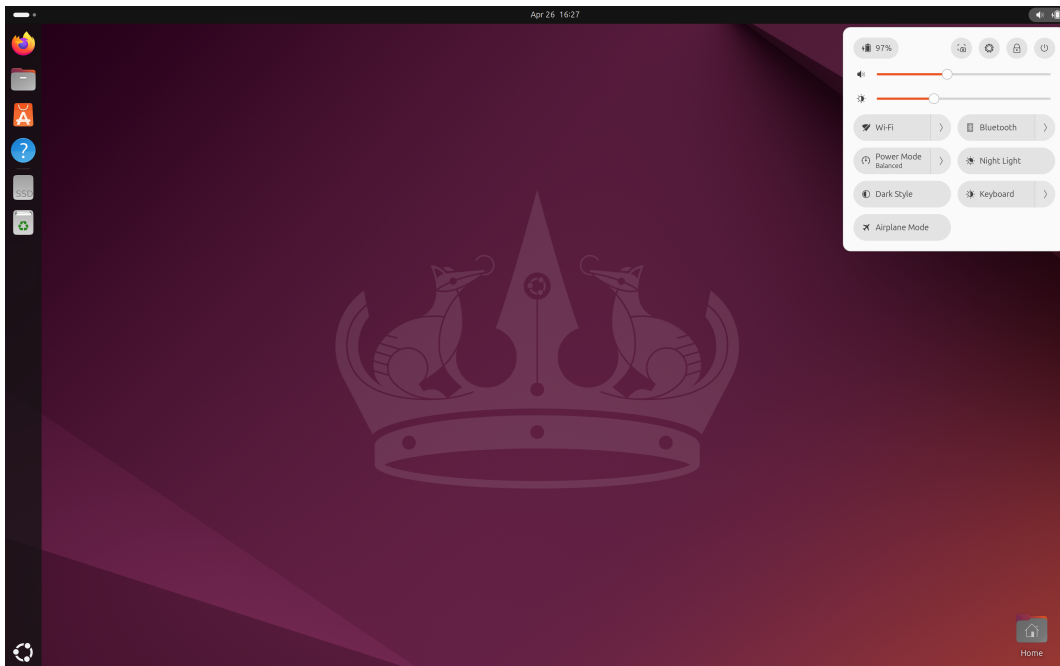 Apr 26 16:27
97%
Wi-Fi
Bluetooth
Power Mode
Balanced
Night Light
Dark Style
Keyboard
Airplane Mode
SSD
Home